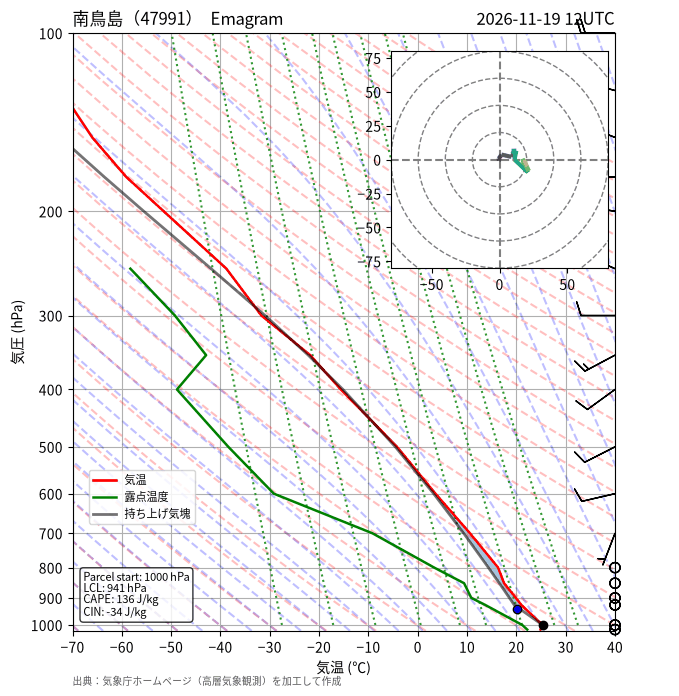 南鳥島（47991） Emagram
2026-11-19 12UTC
100
200
300
400
500
600
700
800
900
1000
気圧 (hPa)
75
50
25
0
−25
−50
−75
−50
0
50
気温
露点温度
持ち上げ気塊
Parcel start: 1000 hPa
LCL: 941 hPa
CAPE: 136 J/kg
CIN: -34 J/kg
−70
−60
−50
−40
−30
−20
−10
0
10
20
30
40
気温 (℃)
出典：気象庁ホームページ（高層気象観測）を加工して作成